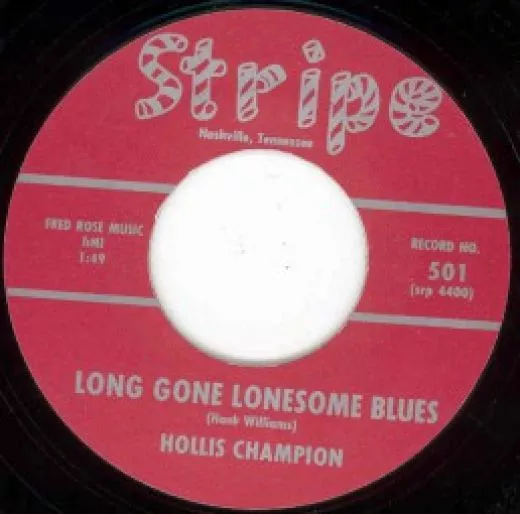 Stripe
Nashville, Tennessee
FRED ROSE MUSIC
BMI
1:49
RECORD NO.
501
(srp 4400)
LONG GONE LONESOME BLUES
(Hank Williams)
HOLLIS CHAMPION